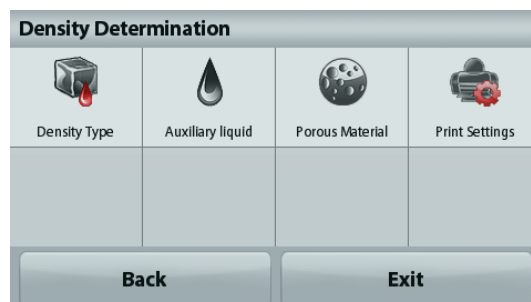 Density Determination
Density Type Auxiliary liquid Porous Material Print Settings
Back Exit